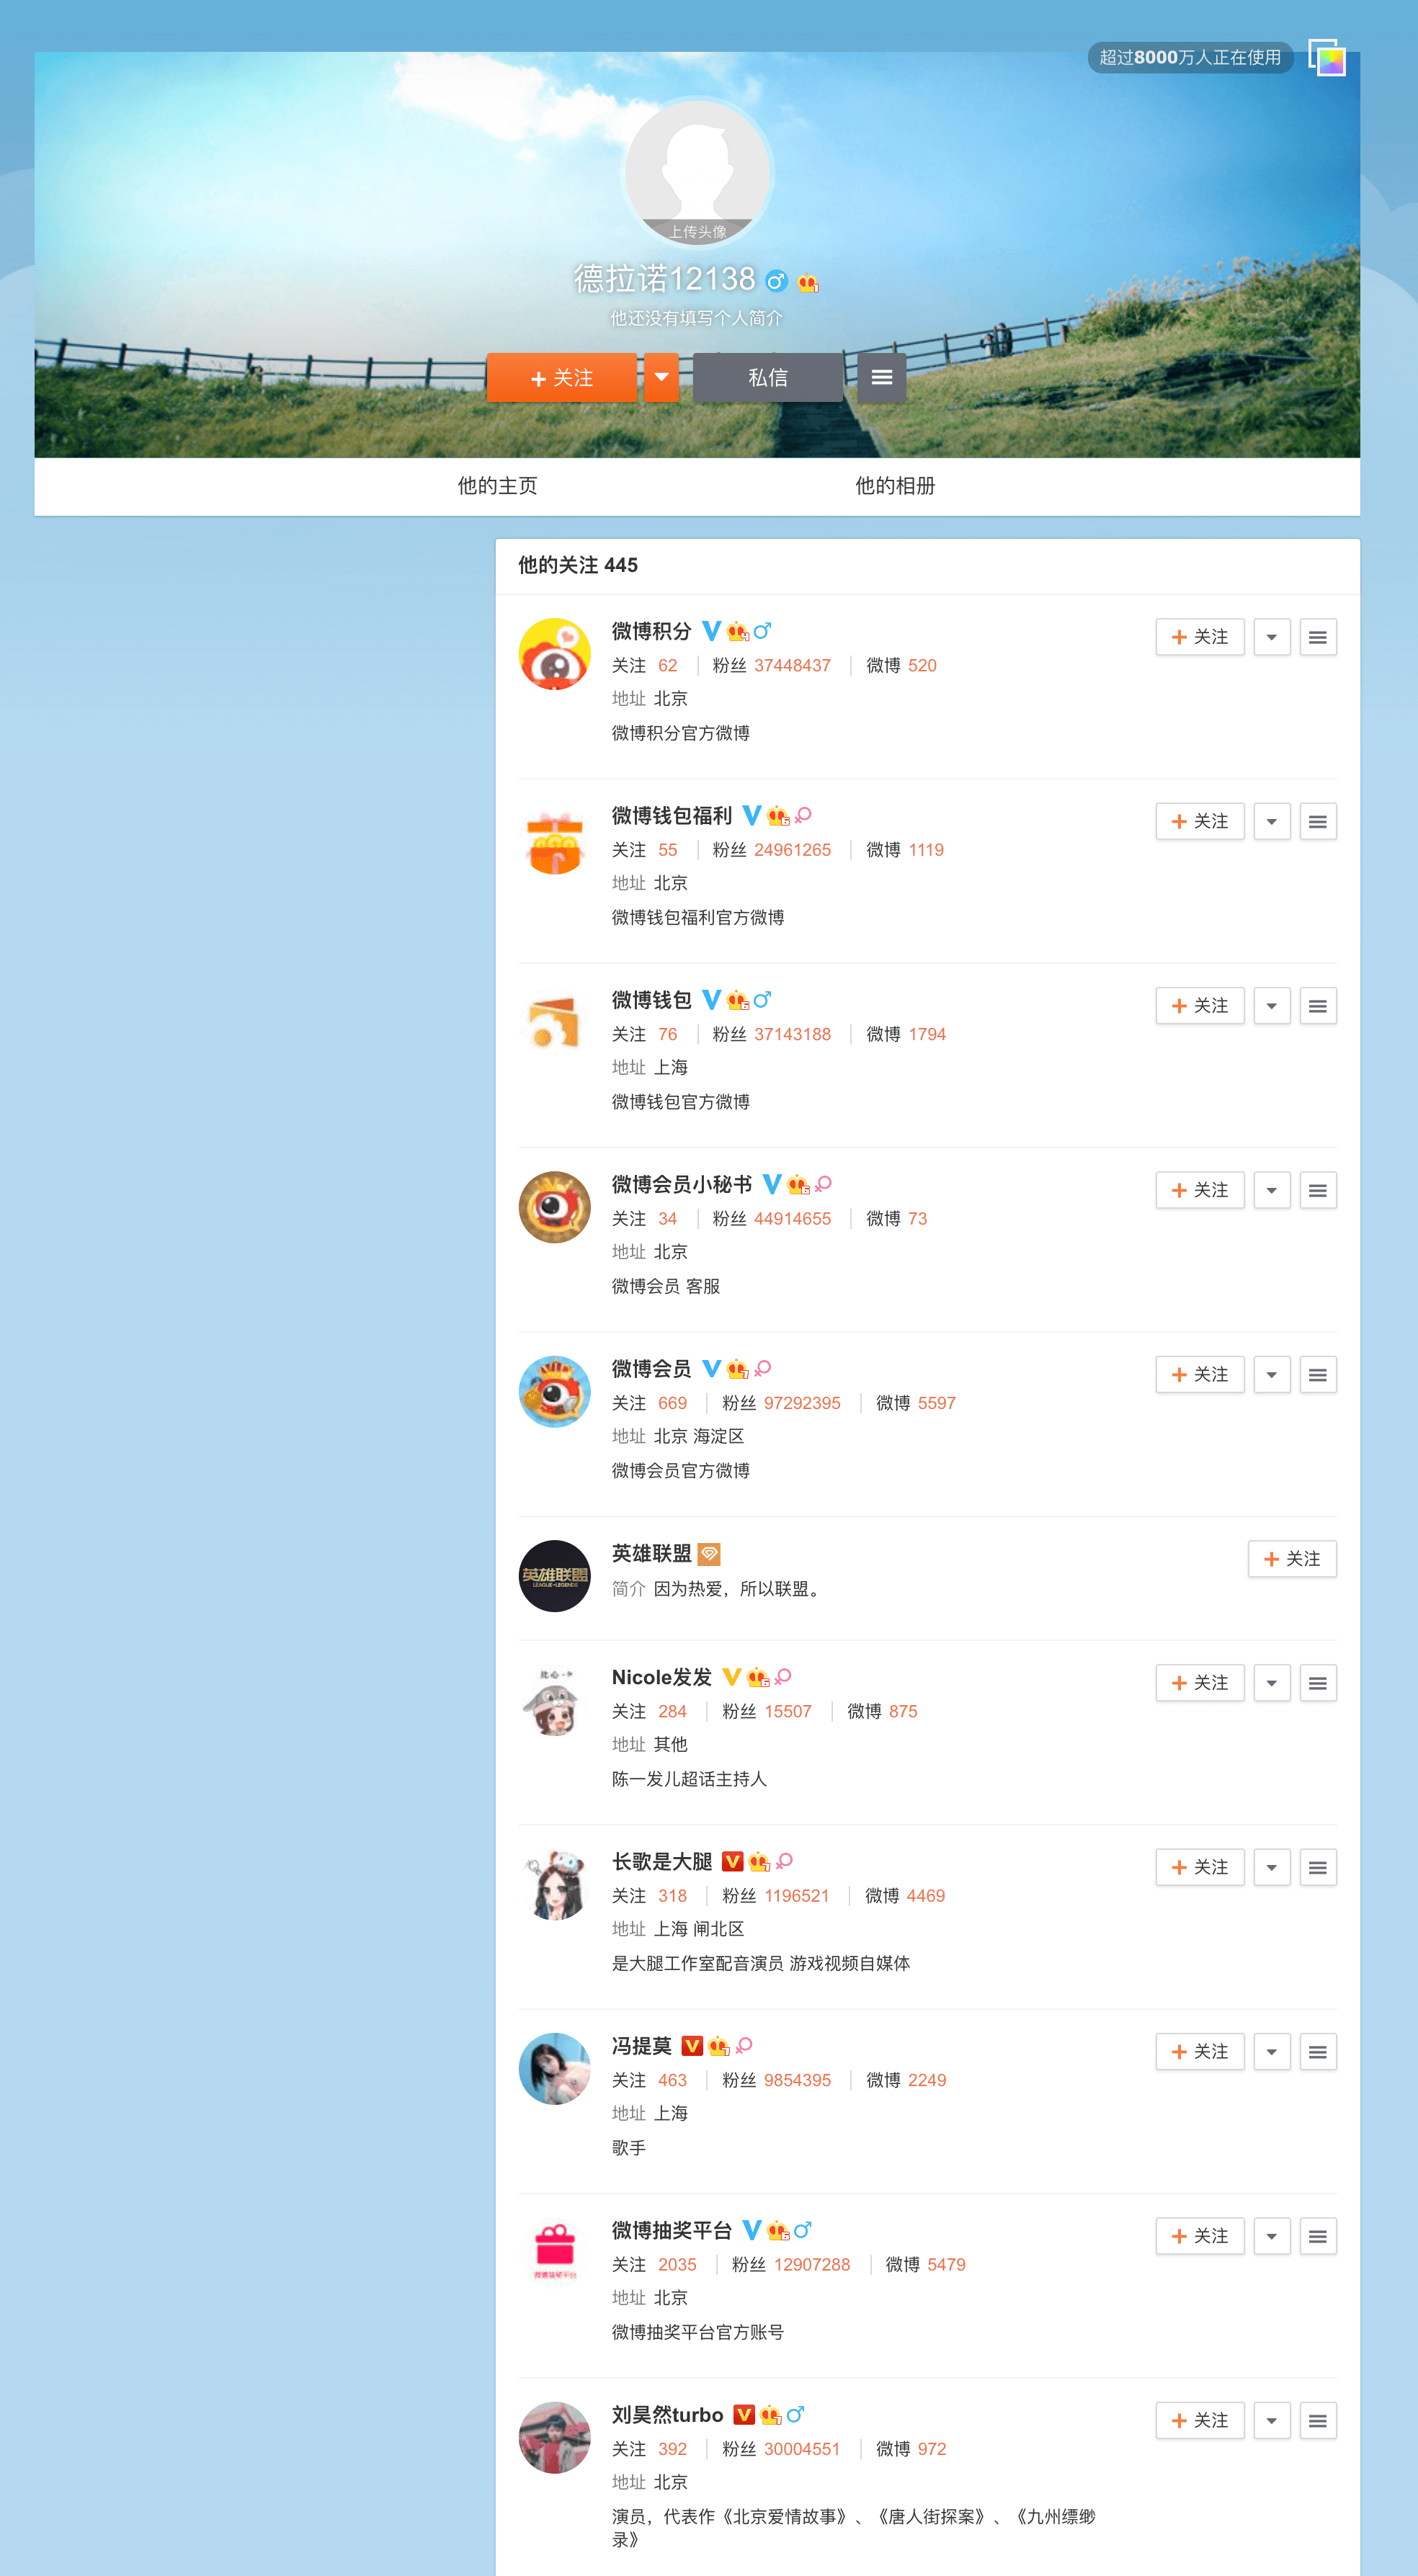 超过8000万人正在使用
上传头像
德拉诺12138
他还没有填写个人简介
+ 关注
私信
他的主页 他的相册
他的关注 445
微博积分
+ 关注
关注 62 粉丝 37448437 微博 520
地址 北京
微博积分官方微博
微博钱包福利
+ 关注
关注 55 粉丝 24961265 微博 1119
地址 北京
微博钱包福利官方微博
微博钱包
+ 关注
关注 76 粉丝 37143188 微博 1794
地址 上海
微博钱包官方微博
微博会员小秘书
+ 关注
关注 34 粉丝 44914655 微博 73
地址 北京
微博会员 客服
微博会员
+ 关注
关注 669 粉丝 97292395 微博 5597
地址 北京 海淀区
微博会员官方微博
英雄联盟
LEAGUE OF LEGENDS
英雄联盟
+ 关注
简介 因为热爱，所以联盟。
Nicole发发
+ 关注
关注 284 粉丝 15507 微博 875
地址 其他
陈一发儿超话主持人
长歌是大腿
+ 关注
关注 318 粉丝 1196521 微博 4469
地址 上海 闸北区
是大腿工作室配音演员 游戏视频自媒体
冯提莫
+ 关注
关注 463 粉丝 9854395 微博 2249
地址 上海
歌手
微博抽奖平台
微博抽奖平台
+ 关注
关注 2035 粉丝 12907288 微博 5479
地址 北京
微博抽奖平台官方账号
刘昊然turbo
+ 关注
关注 392 粉丝 30004551 微博 972
地址 北京
演员，代表作《北京爱情故事》、《唐人街探案》、《九州缥缈
录》